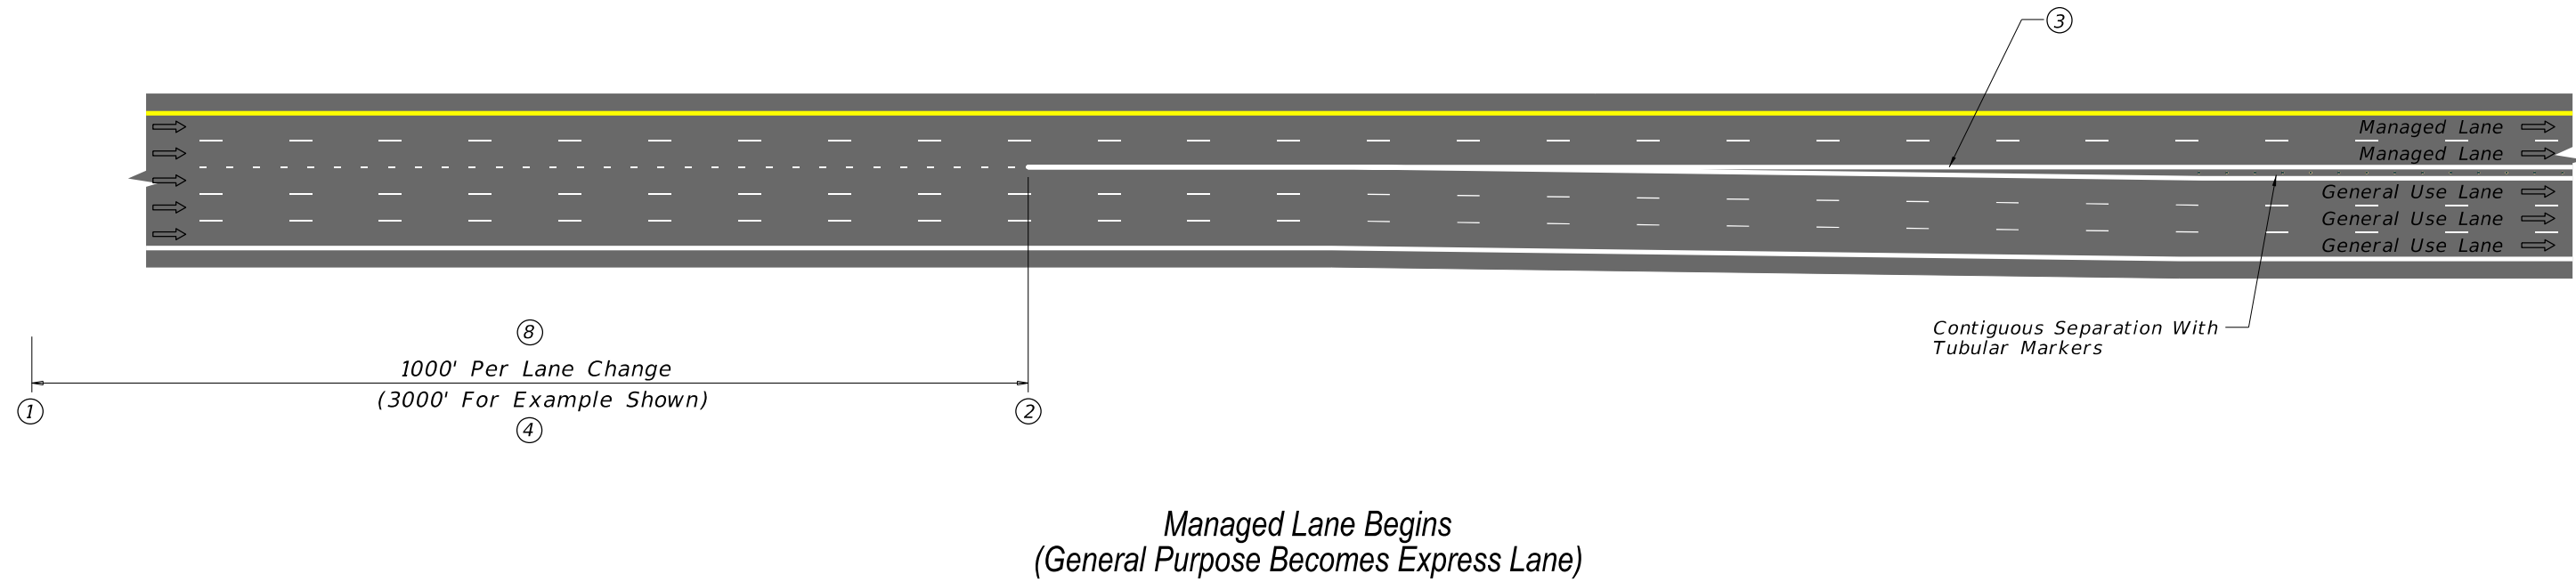 ③
Managed Lane
Managed Lane
General Use Lane
General Use Lane
General Use Lane
Contiguous Separation With
Tubular Markers
⑧
1000' Per Lane Change
(3000' For Example Shown)
④
①
②
Managed Lane Begins
(General Purpose Becomes Express Lane)